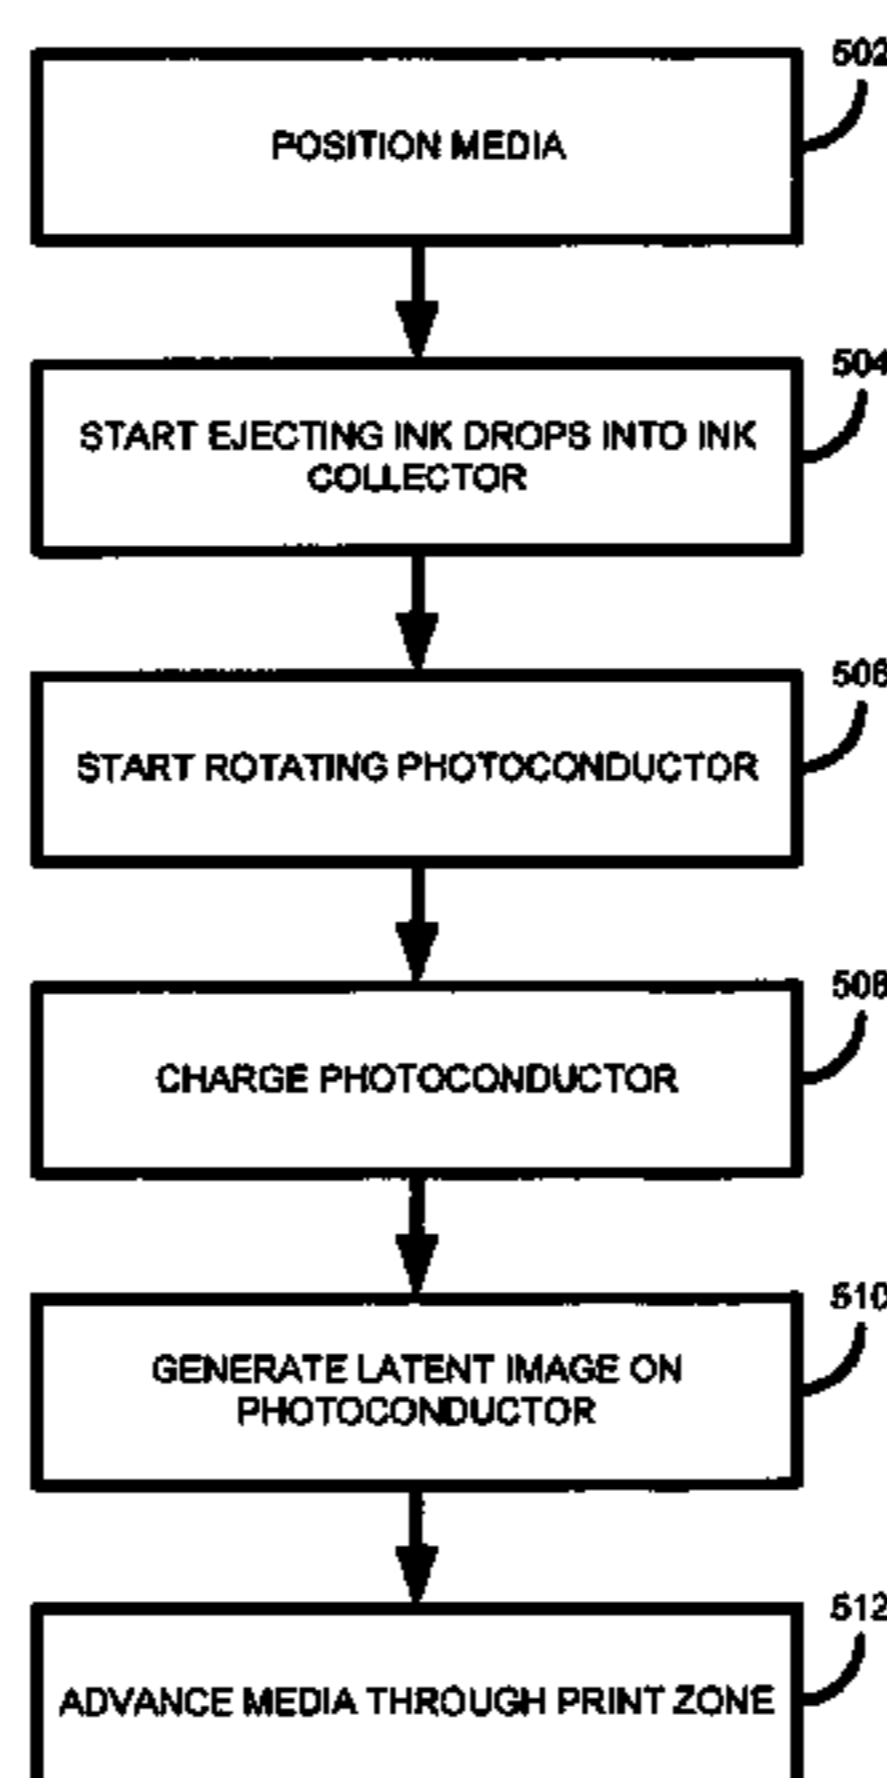 502
POSITION MEDIA
504
START EJECTING INK DROPS INTO INK
COLLECTOR
506
START ROTATING PHOTOCONDUCTOR
508
CHARGE PHOTOCONDUCTOR
510
GENERATE LATENT IMAGE ON
PHOTOCONDUCTOR
512
ADVANCE MEDIA THROUGH PRINT ZONE